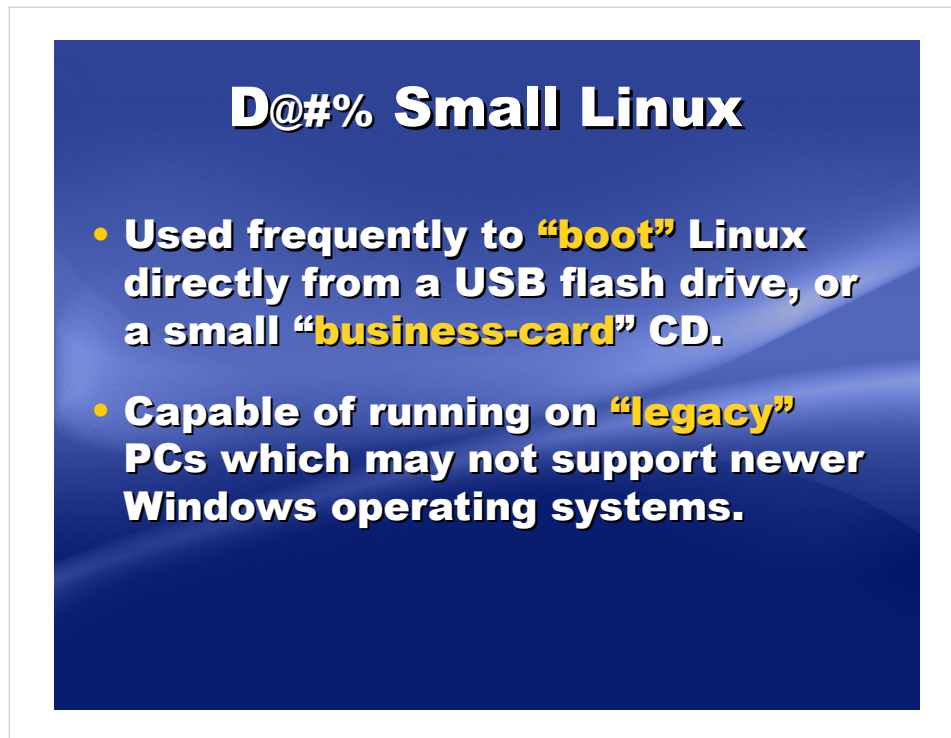 D@#% Small Linux
• Used frequently to “boot” Linux
directly from a USB flash drive, or
a small “business-card” CD.
• Capable of running on “legacy”
PCs which may not support newer
Windows operating systems.